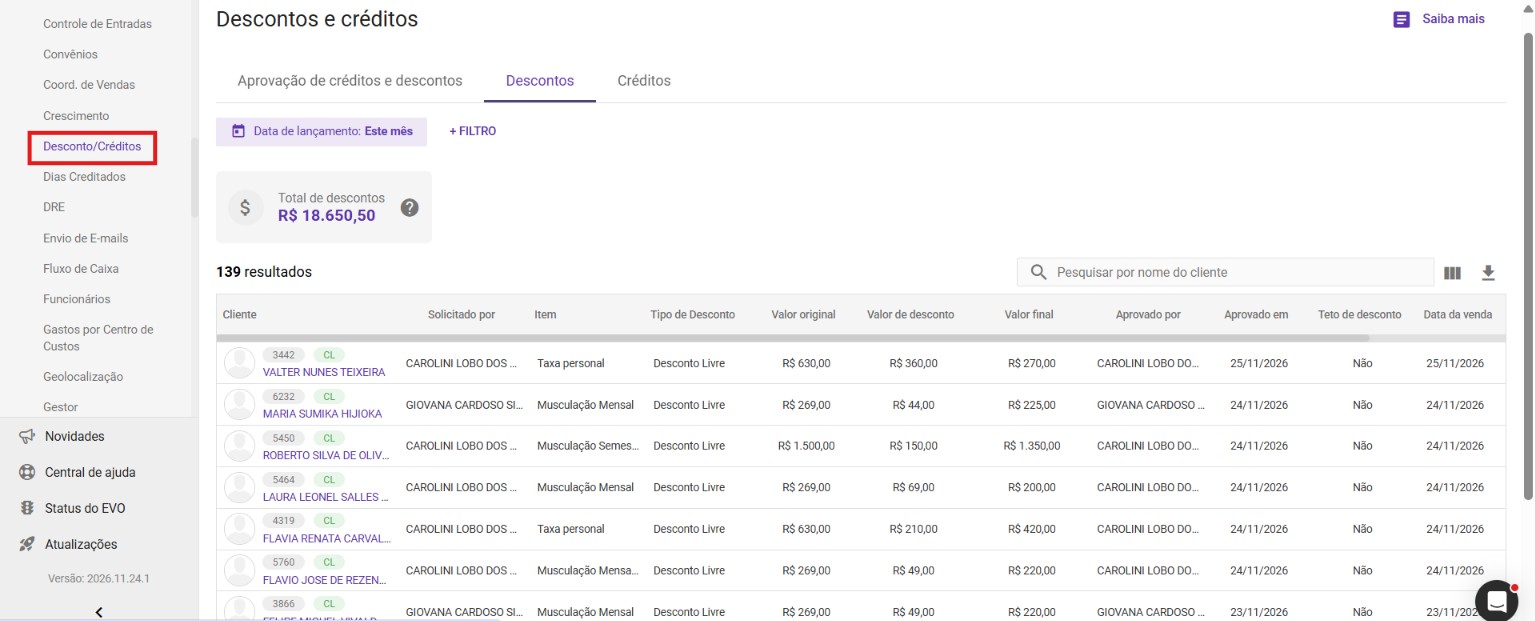 Controle de Entradas
Convênios
Coord. de Vendas
Crescimento
Desconto/Créditos
Dias Creditados
DRE
Envio de E-mails
Fluxo de Caixa
Funcionários
Gastos por Centro de
Custos
Geolocalização
Gestor
Novidades
Central de ajuda
Status do EVO
Atualizações
Versão: 2026.11.24.1
Descontos e créditos
Saiba mais
Aprovação de créditos e descontos Descontos Créditos
Data de lançamento: Este mês + FILTRO
$ Total de descontos ?
R$ 18.650,50
139 resultados
Pesquisar por nome do cliente
Cliente Solicitado por Item Tipo de Desconto Valor original Valor de desconto Valor final Aprovado por Aprovado em Teto de desconto Data da venda
3442 CL
VALTER NUNES TEIXEIRA CAROLINI LOBO DOS ... Taxa personal Desconto Livre R$ 630,00 R$ 360,00 R$ 270,00 CAROLINI LOBO DO... 25/11/2026 Não 25/11/2026
6232 CL
MARIA SUMIKA HIJIOKA GIOVANA CARDOSO SI... Musculação Mensal Desconto Livre R$ 269,00 R$ 44,00 R$ 225,00 GIOVANA CARDOSO ... 24/11/2026 Não 24/11/2026
5450 CL
ROBERTO SILVA DE OLIV... CAROLINI LOBO DOS ... Musculação Semes... Desconto Livre R$ 1.500,00 R$ 150,00 R$ 1.350,00 CAROLINI LOBO DO... 24/11/2026 Não 24/11/2026
5464 CL
LAURA LEONEL SALLES ... CAROLINI LOBO DOS ... Musculação Mensal Desconto Livre R$ 269,00 R$ 69,00 R$ 200,00 CAROLINI LOBO DO... 24/11/2026 Não 24/11/2026
4319 CL
FLAVIA RENATA CARVAL... CAROLINI LOBO DOS ... Taxa personal Desconto Livre R$ 630,00 R$ 210,00 R$ 420,00 CAROLINI LOBO DO... 24/11/2026 Não 24/11/2026
5760 CL
FLAVIO JOSE DE REZEN... CAROLINI LOBO DOS ... Musculação Mensa... Desconto Livre R$ 269,00 R$ 49,00 R$ 220,00 CAROLINI LOBO DO... 24/11/2026 Não 24/11/2026
3866 CL
GIOVANA CARDOSO SI... Musculação Mensal Desconto Livre R$ 269,00 R$ 49,00 R$ 220,00 GIOVANA CARDOSO ... 23/11/2026 Não